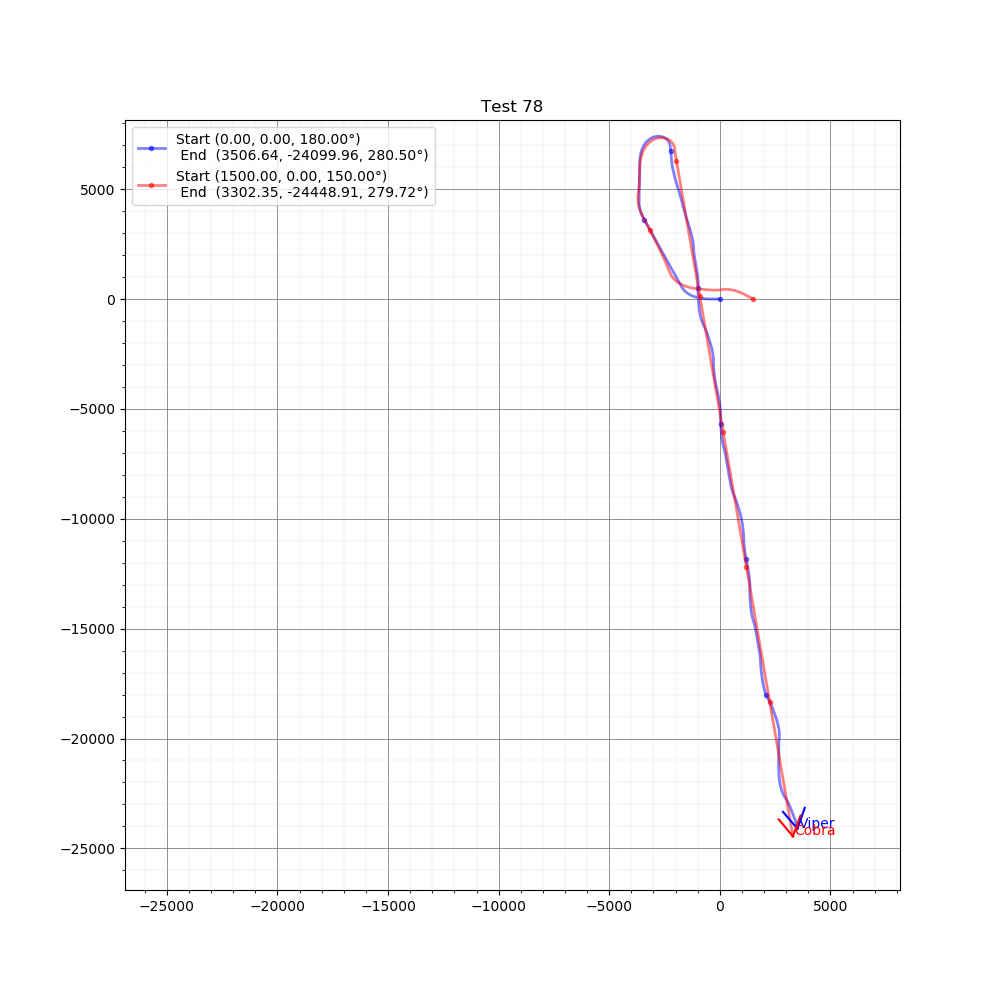 Test 78
Start (0.00, 0.00, 180.00°)
End  (3506.64, -24099.96, 280.50°)
Start (1500.00, 0.00, 150.00°)
End  (3302.35, -24448.91, 279.72°)
5000
0
−5000
−10000
−15000
−20000
−25000
Viper
Cobra
−25000
−20000
−15000
−10000
−5000
0
5000